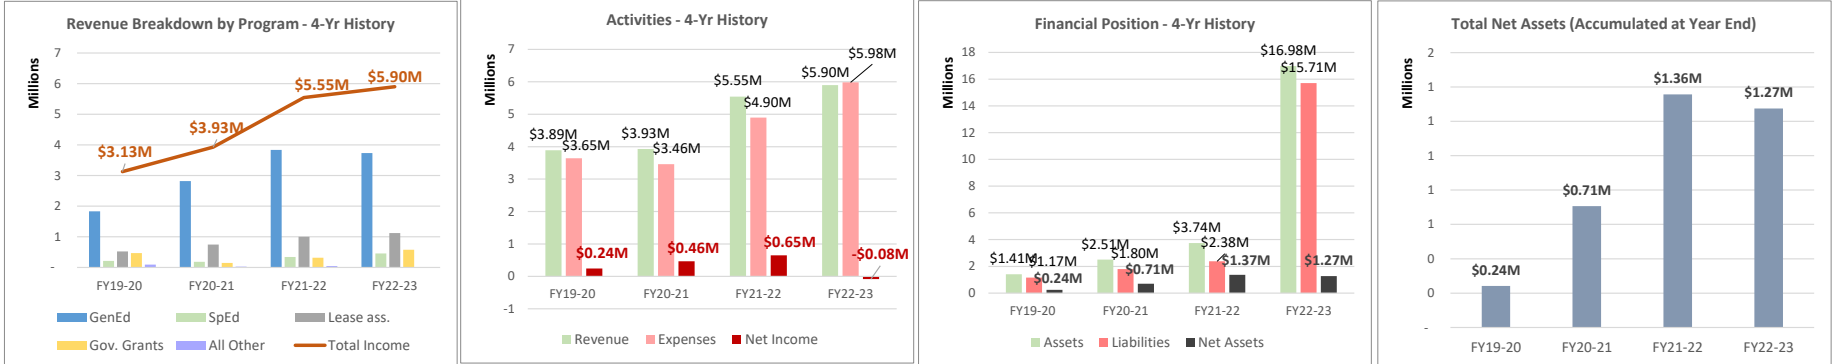 Revenue Breakdown by Program - 4-Yr History
Millions
7
6
5
4
3
2
1
-
$3.13M
$3.93M
$5.55M
$5.90M
FY19-20
FY20-21
FY21-22
FY22-23
GenEd
SpEd
Lease ass.
Gov. Grants
All Other
Total Income
Activities - 4-Yr History
Millions
7
6
5
4
3
2
1
0
-1
$3.89M
$3.65M
$0.24M
$3.93M
$3.46M
$0.46M
$5.55M
$4.90M
$0.65M
$5.90M
$5.98M
-$0.08M
FY19-20
FY20-21
FY21-22
FY22-23
Revenue
Expenses
Net Income
Financial Position - 4-Yr History
Millions
18
16
14
12
10
8
6
4
2
0
$1.41M
$1.17M
$0.24M
$2.51M
$1.80M
$0.71M
$3.74M
$2.38M
$1.37M
$16.98M
$15.71M
$1.27M
FY19-20
FY20-21
FY21-22
FY22-23
Assets
Liabilities
Net Assets
Total Net Assets (Accumulated at Year End)
Millions
2
1
1
1
1
1
0
0
-
$0.24M
$0.71M
$1.36M
$1.27M
FY19-20
FY20-21
FY21-22
FY22-23